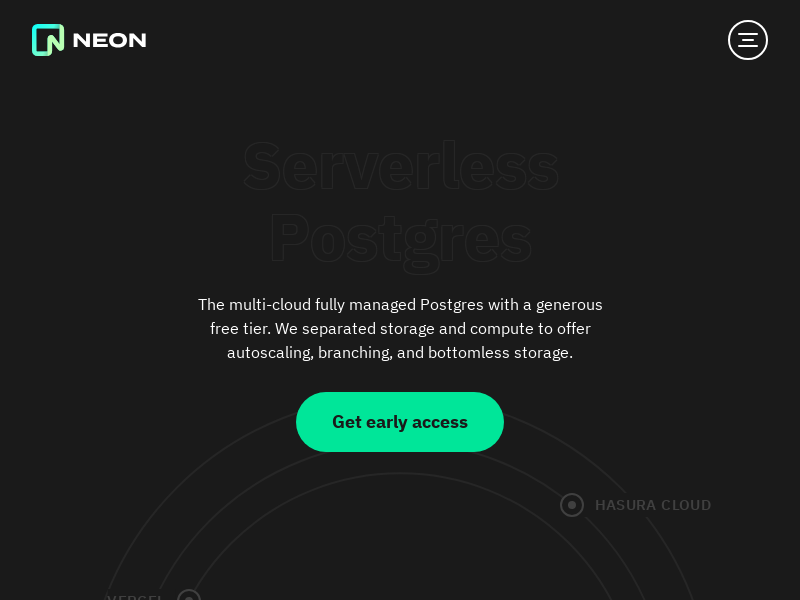 NEON
Serverless
Postgres
The multi-cloud fully managed Postgres with a generous
free tier. We separated storage and compute to offer
autoscaling, branching, and bottomless storage.
Get early access
HASURA CLOUD